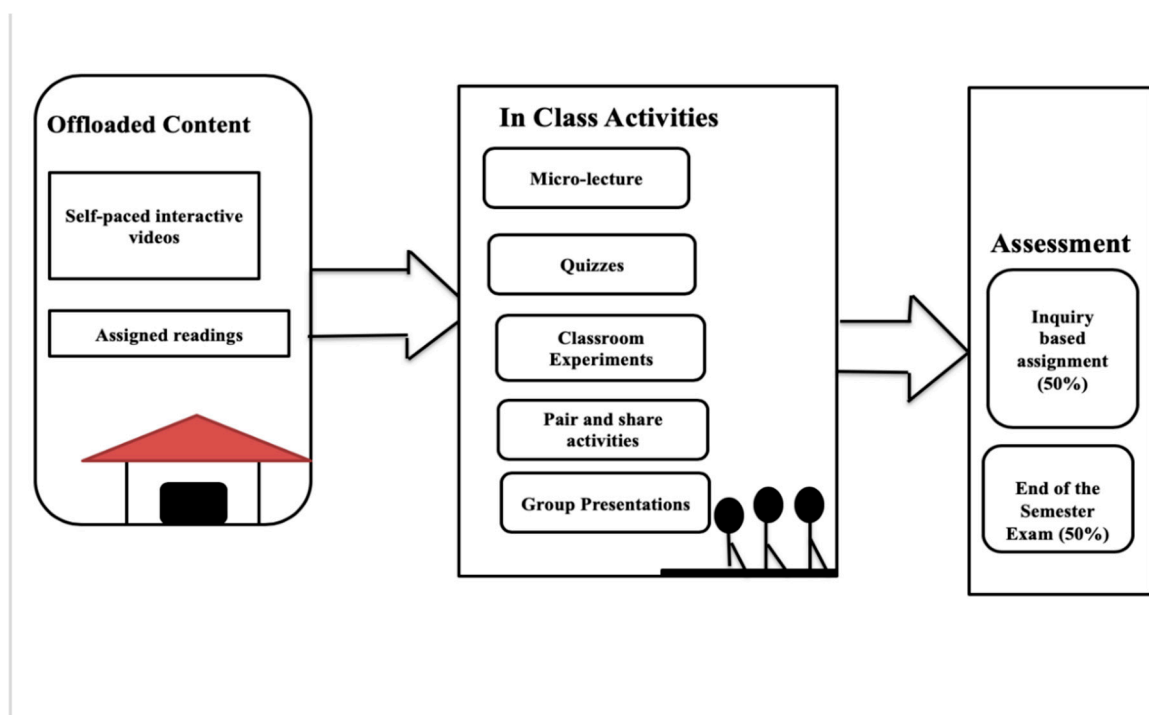 Offloaded Content
Self-paced interactive
videos
Assigned readings
In Class Activities
Micro-lecture
Quizzes
Classroom
Experiments
Pair and share
activities
Group Presentations
Assessment
Inquiry
based
assignment
(50%)
End of the
Semester
Exam (50%)